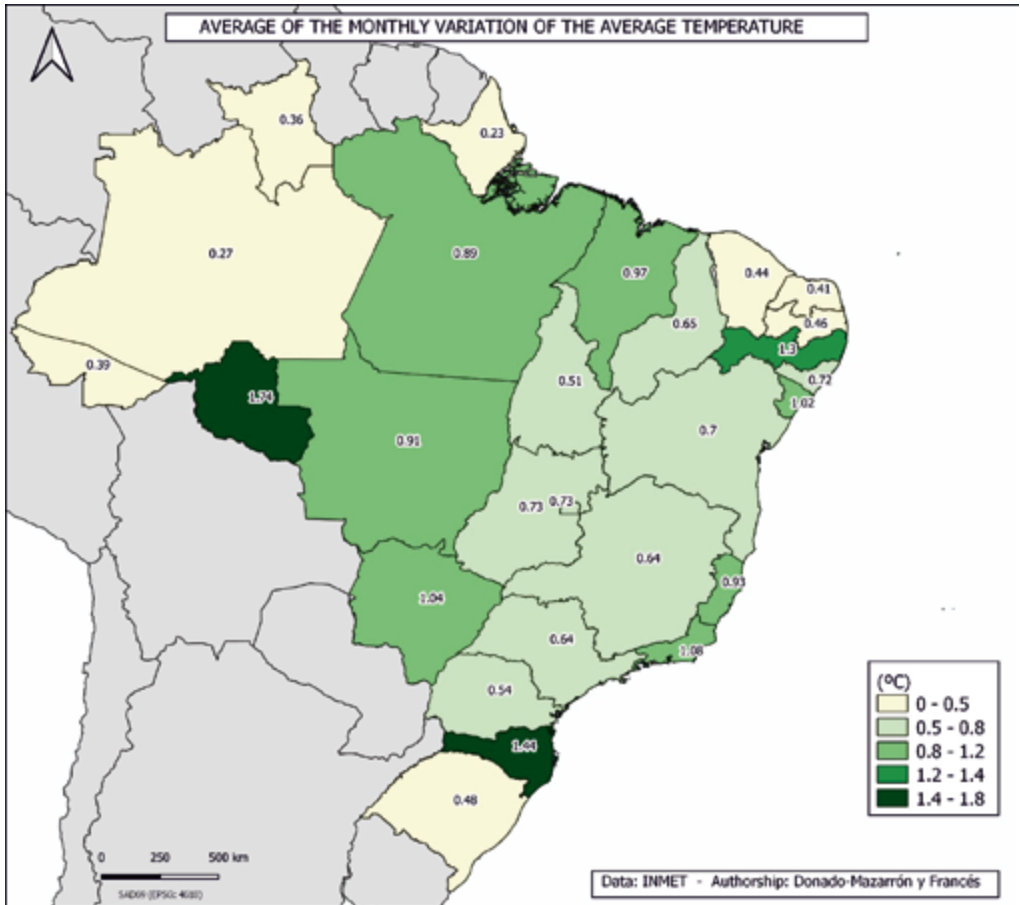 AVERAGE OF THE MONTHLY VARIATION OF THE AVERAGE TEMPERATURE
0.36
0.23
0.27
0.89
0.97
0.44
0.41
0.46
0.65
1.3
0.39
0.51
0.72
1.74
1.02
0.91
0.7
0.73 0.73
0.64
0.93
1.04
0.64
1.08
0.54
1.44
0.48
(ºC)
0 - 0.5
0.5 - 0.8
0.8 - 1.2
1.2 - 1.4
1.4 - 1.8
0 250 500 km
SAD69 (EPSG: 4618)
Data: INMET - Authorship: Donado-Mazarrón y Francés